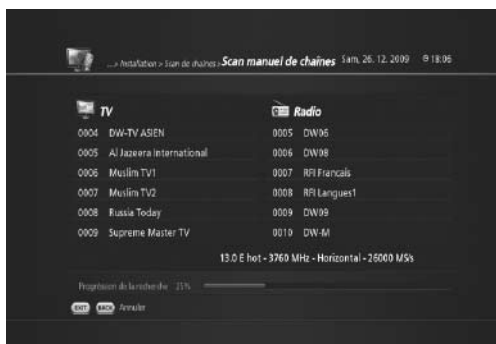 ...> Installation > Scan de chaînes > Scan manuel de chaînes Sam, 26. 12. 2009 18:06
TV Radio
0004 DW-TV ASIEN 0005 DW06
0005 Al Jazeera International 0006 DW08
0006 Muslim TV1 0007 RFI Francais
0007 Muslim TV2 0008 RFI Langues1
0008 Russia Today 0009 DW09
0009 Supreme Master TV 0010 DW-M
13.0 E hot - 3760 MHz - Horizontal - 26000 MS/s
Progression de la recherche 25%
EXIT BACK Annuler